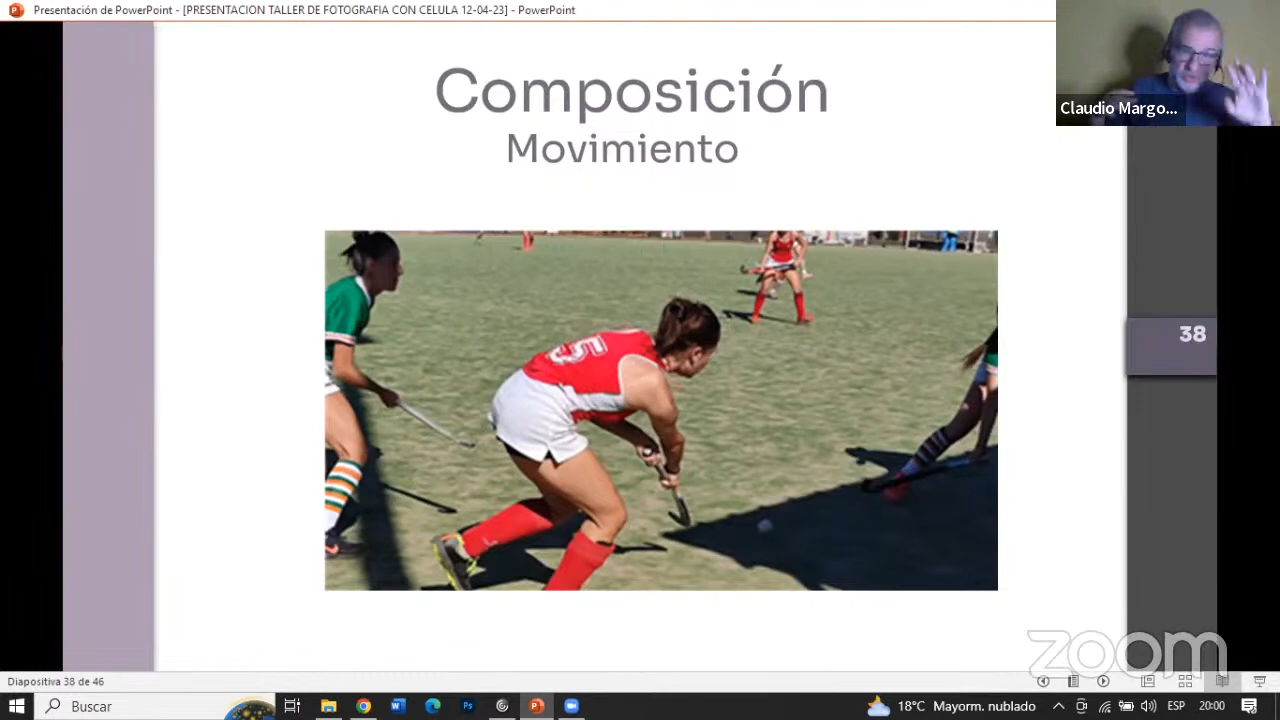 Presentación de PowerPoint - [PRESENTACION TALLER DE FOTOGRAFIA CON CELULA 12-04-23] - PowerPoint
Claudio Margo...
Composición
Movimiento
5
38
zoom
Diapositiva 38 de 46
Buscar
18°C Mayorm. nublado
ESP
20:00